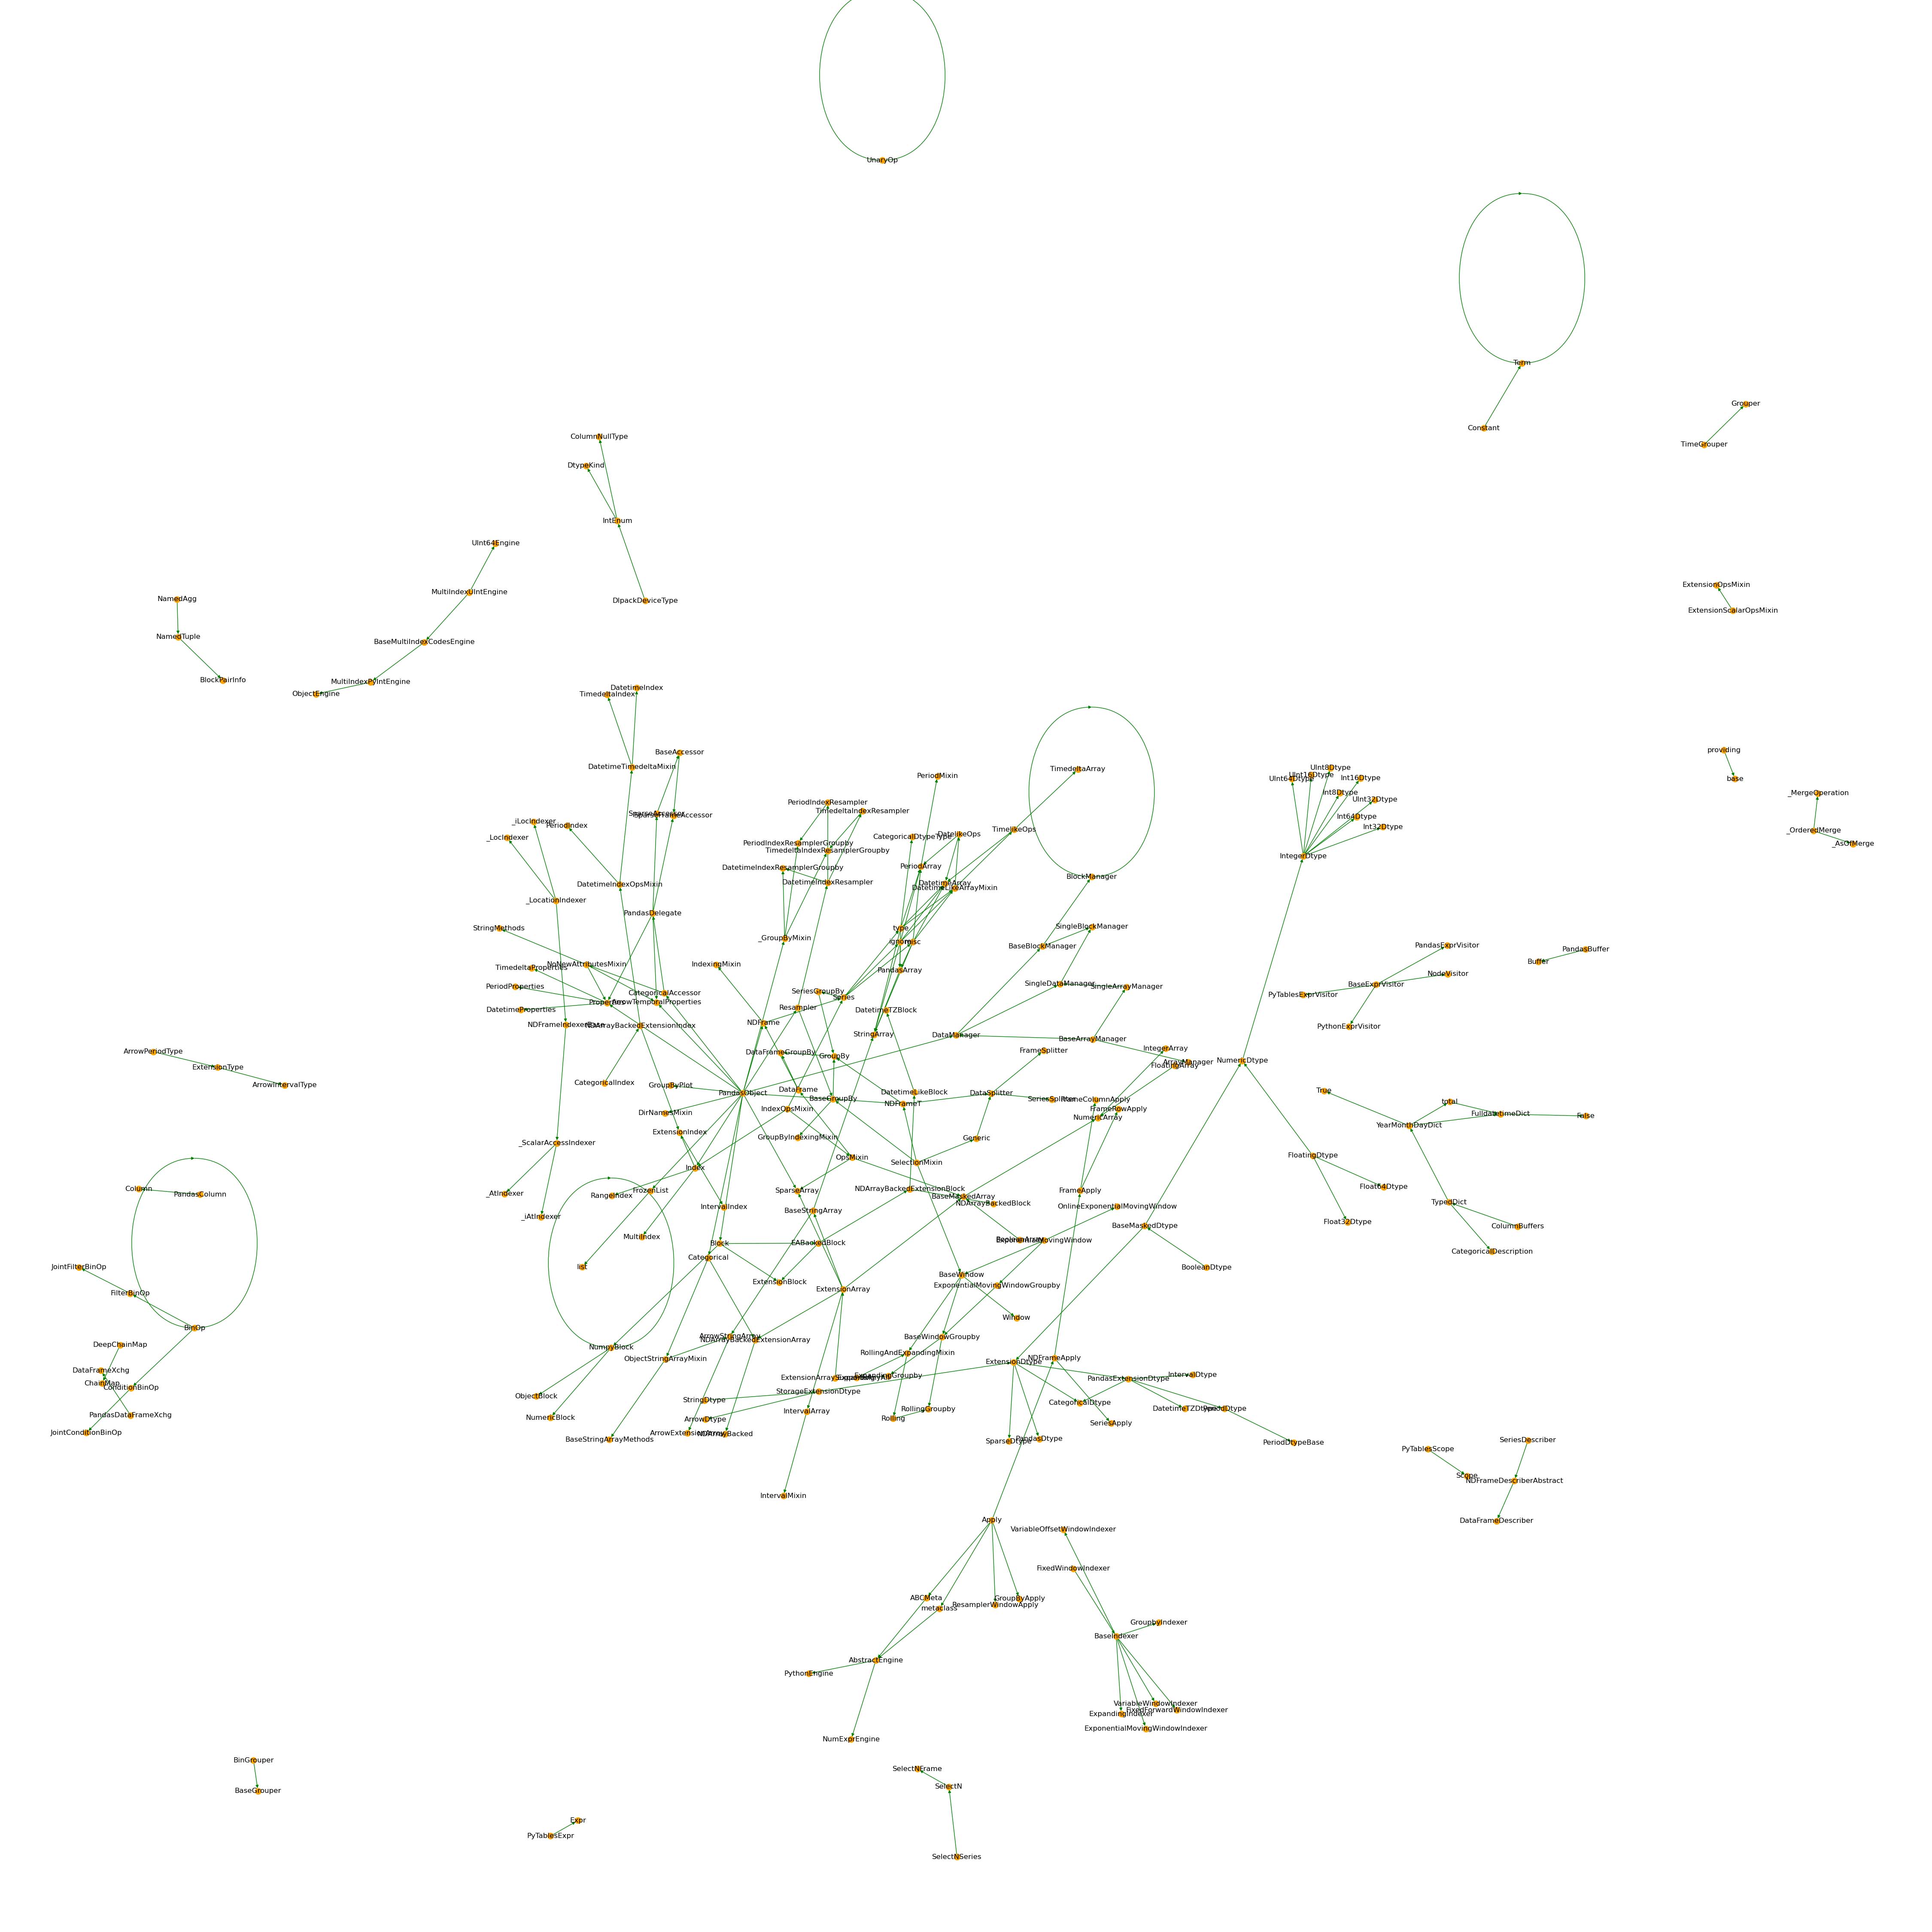 UnaryOp
Term
Grouper
Constant
TimeGrouper
ColumnNullType
DtypeKind
IntEnum
UInt64Engine
ExtensionOpsMixin
MultiIndexUIntEngine
NamedAgg
DlpackDeviceType
ExtensionScalarOpsMixin
NamedTuple
BaseMultiIndexCodesEngine
BlockPairInfo
MultiIndexPyIntEngine
ObjectEngine
DatetimeIndex
TimedeltaIndex
BaseAccessor
providing
DatetimeTimedeltaMixin
TimedeltaArray
UInt8Dtype
PeriodMixin
UInt16Dtype
UInt64Dtype
Int16Dtype
base
Int8Dtype
_MergeOperation
PeriodIndexResampler
UInt32Dtype
TimedeltaIndexResampler
SparseAccessor
SparseFrameAccessor
Int64Dtype
_iLocIndexer
PeriodIndex
Int32Dtype
TimelikeOps
_OrderedMerge
DatelikeOps
CategoricalDtypeType
_LocIndexer
PeriodIndexResamplerGroupby
_AsOfMerge
TimedeltaIndexResamplerGroupby
IntegerDtype
PeriodArray
DatetimeIndexResamplerGroupby
BlockManager
DatetimeIndexResampler
DatetimeArray
DatetimeIndexOpsMixin
DatetimeLikeArrayMixin
_LocationIndexer
PandasDelegate
SingleBlockManager
StringMethods
type
_GroupByMixin
ignore
misc
BaseBlockManager
PandasExprVisitor
PandasBuffer
Buffer
NoNewAttributesMixin
IndexingMixin
TimedeltaProperties
PandasArray
NodeVisitor
SingleDataManager
BaseExprVisitor
PeriodProperties
SingleArrayManager
SeriesGroupBy
CategoricalAccessor
PyTablesExprVisitor
Series
Properties
ArrowTemporalProperties
Resampler
DatetimeProperties
DatetimeTZBlock
NDFrame
NDFrameIndexerBase
NDArrayBackedExtensionIndex
PythonExprVisitor
StringArray
DataManager
BaseArrayManager
IntegerArray
FrameSplitter
ArrowPeriodType
DataFrameGroupBy
GroupBy
NumericDtype
ArrayManager
FloatingArray
ExtensionType
CategoricalIndex
GroupByPlot
ArrowIntervalType
DataFrame
True
PandasObject
DatetimeLikeBlock
DataSplitter
BaseGroupBy
SeriesSplitter
FrameColumnApply
NDFrameT
tptal
IndexOpsMixin
FrameRowApply
DirNamesMixin
FulldatetimeDict
False
NumericArray
YearMonthDayDict
ExtensionIndex
GroupByIndexingMixin
Generic
_ScalarAccessIndexer
OpsMixin
FloatingDtype
SelectionMixin
Index
Float64Dtype
Column
NDArrayBackedExtensionBlock
FrozenList
SparseArray
FrameApply
PandasColumn
_AtIndexer
RangeIndex
BaseMaskedArray
TypedDict
NDArrayBackedBlock
IntervalIndex
OnlineExponentialMovingWindow
BaseStringArray
_iAtIndexer
Float32Dtype
BaseMaskedDtype
ColumnBuffers
MultiIndex
BooleanArray
ExponentialMovingWindow
Block
EABackedBlock
CategoricalDescription
Categorical
JointFilterBinOp
list
BooleanDtype
BaseWindow
ExtensionBlock
ExponentialMovingWindowGroupby
ExtensionArray
FilterBinOp
Window
BinOp
ArrowStringArray
BaseWindowGroupby
NDArrayBackedExtensionArray
DeepChainMap
NumpyBlock
RollingAndExpandingMixin
ObjectStringArrayMixin
NDFrameApply
ExtensionDtype
DataFrameXchg
IntervalDtype
ExpandingGroupby
PandasExtensionDtype
ChainMap
ConditionBinOp
StorageExtensionDtype
ObjectBlock
StringDtype
CategoricalDtype
DatetimeTZDtype
PeriodDtype
RollingGroupby
IntervalArray
PandasDataFrameXchg
NumericBlock
ArrowDtype
Rolling
SeriesApply
JointConditionBinOp
NDArrayBacked
BaseStringArrayMethods
SparseDtype
PandasDtype
PeriodDtypeBase
SeriesDescriber
PyTablesScope
Scope
NDFrameDescriberAbstract
IntervalMixin
Apply
DataFrameDescriber
VariableOffsetWindowIndexer
FixedWindowIndexer
ABCMeta
GroupByApply
ResamplerWindowApply
metaclass
GroupbyIndexer
BaseIndexer
AbstractEngine
PythonEngine
VariableWindowIndexer
FixedForwardWindowIndexer
ExpandingIndexer
ExponentialMovingWindowIndexer
NumExprEngine
BinGrouper
SelectNFrame
SelectN
BaseGrouper
Expr
PyTablesExpr
SelectNSeries